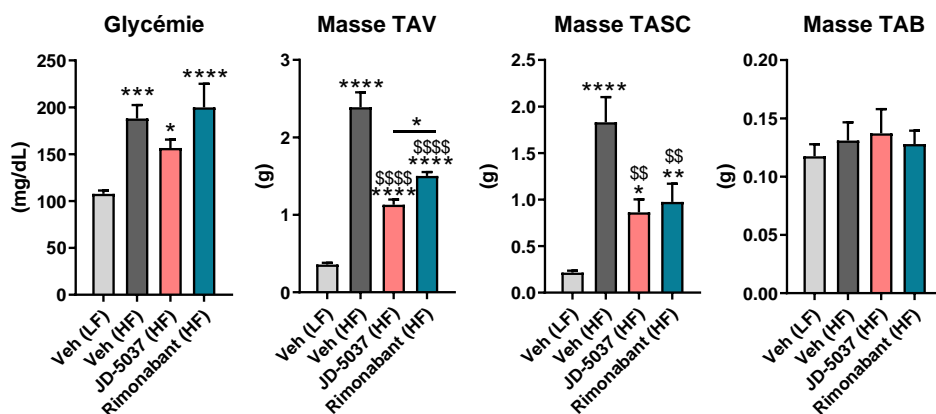 Glycémie
250
200
150
100
50
0
(mg/dL)
***
*
****
Veh (LF)
Veh (HF)
JD-5037 (HF)
Rimonabant (HF)
Masse TAV
3
2
1
0
(g)
****
*
$$$$
****
$$$$
****
Veh (LF)
Veh (HF)
JD-5037 (HF)
Rimonabant (HF)
Masse TASC
2.5
2.0
1.5
1.0
0.5
0.0
(g)
****
$$
*
$$
**
Veh (LF)
Veh (HF)
JD-5037 (HF)
Rimonabant (HF)
Masse TAB
0.20
0.15
0.10
0.05
0.00
(g)
Veh (LF)
Veh (HF)
JD-5037 (HF)
Rimonabant (HF)